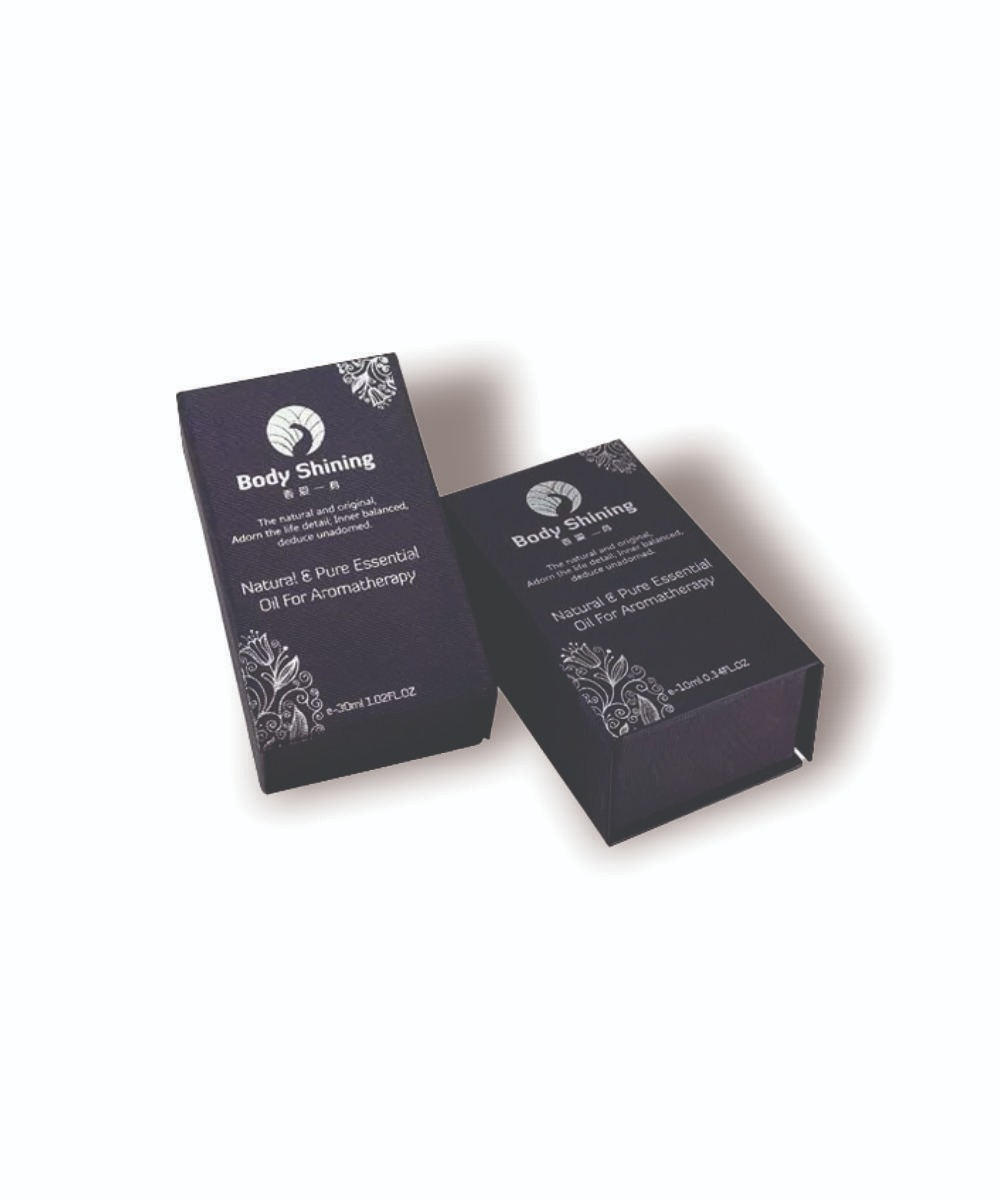 Body Shining
The natural and original,
Adorn the life detail; Inner balanced,
deduce unadorned.
Natural & Pure Essential
Oil For Aromatherapy
e-30ml 1.02FL.OZ
Body Shining
The natural and original,
Adorn the life detail; Inner balanced,
deduce unadorned.
Natural & Pure Essential
Oil For Aromatherapy
e-10ml 0.34FL.OZ